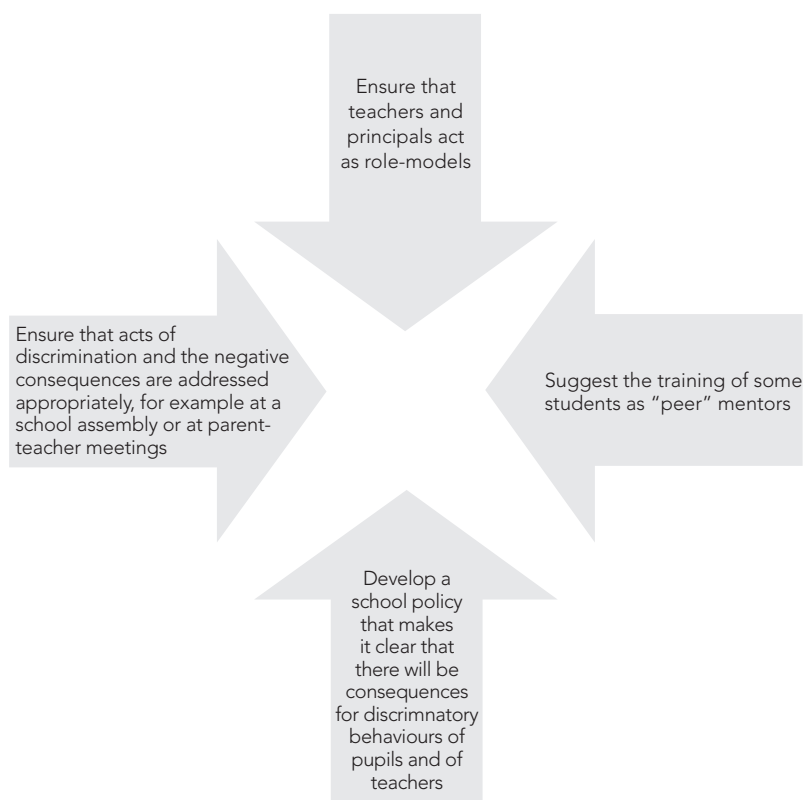 Ensure that
teachers and
principals act
as role-models
Ensure that acts of
discrimination and the negative
consequences are addressed
appropriately, for example at a
school assembly or at parent-
teacher meetings
Suggest the training of some
students as “peer” mentors
Develop a
school policy
that makes
it clear that
there will be
consequences
for discrimnatory
behaviours of
pupils and of
teachers